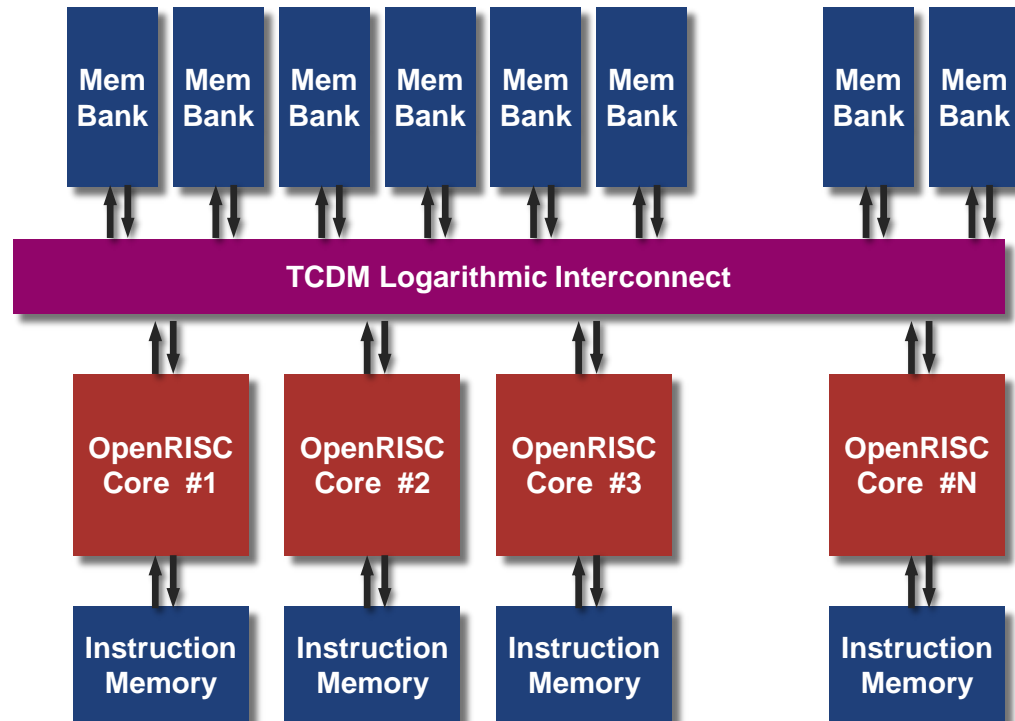 Mem Mem Mem Mem Mem Mem Mem Mem
Bank Bank Bank Bank Bank Bank Bank Bank
TCDM Logarithmic Interconnect
OpenRISC OpenRISC OpenRISC OpenRISC
Core #1 Core #2 Core #3 Core #N
Instruction Instruction Instruction Instruction
Memory Memory Memory Memory